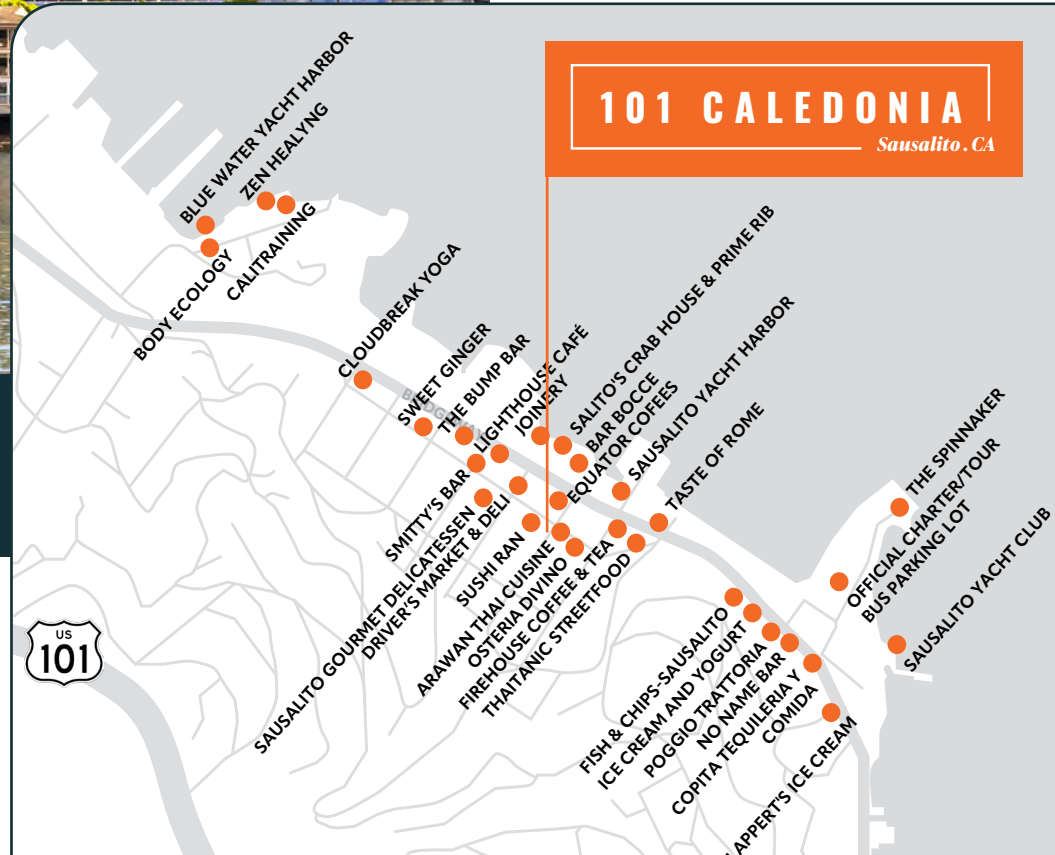 101 CALEDONIA
Sausalito.CA
BLUE WATER YACHT HARBOR
ZEN HEALYNG
CALITRAINING
BODY ECOLOGY
CLOUDBREAK YOGA
SWEET GINGER
THE BUMP BAR
LIGHTHOUSE CAFÉ
JOINERY
SALITO'S CRAB HOUSE & PRIME RIB
BAR BOCCE
EQUATOR COFEES
SAUSALITO YACHT HARBOR
TASTE OF ROME
SMITTY'S BAR
SAUSALITO GOURMET DELICATESSEN
DRIVER'S MARKET & DELI
SUSHI RAN
ARAWAN THAI CUISINE
OSTERIA DIVINO
FIREHOUSE COFFEE & TEA
THAITANIC STREETFOOD
THE SPINNAKER
OFFICIAL CHARTER/TOUR
BUS PARKING LOT
SAUSALITO YACHT CLUB
FISH & CHIPS-SAUSALITO
ICE CREAM AND YOGURT
POGGIO TRATTORIA
NO NAME BAR
COPITA TEQUILERIA Y
COMIDA
LAPPERT'S ICE CREAM
US
101